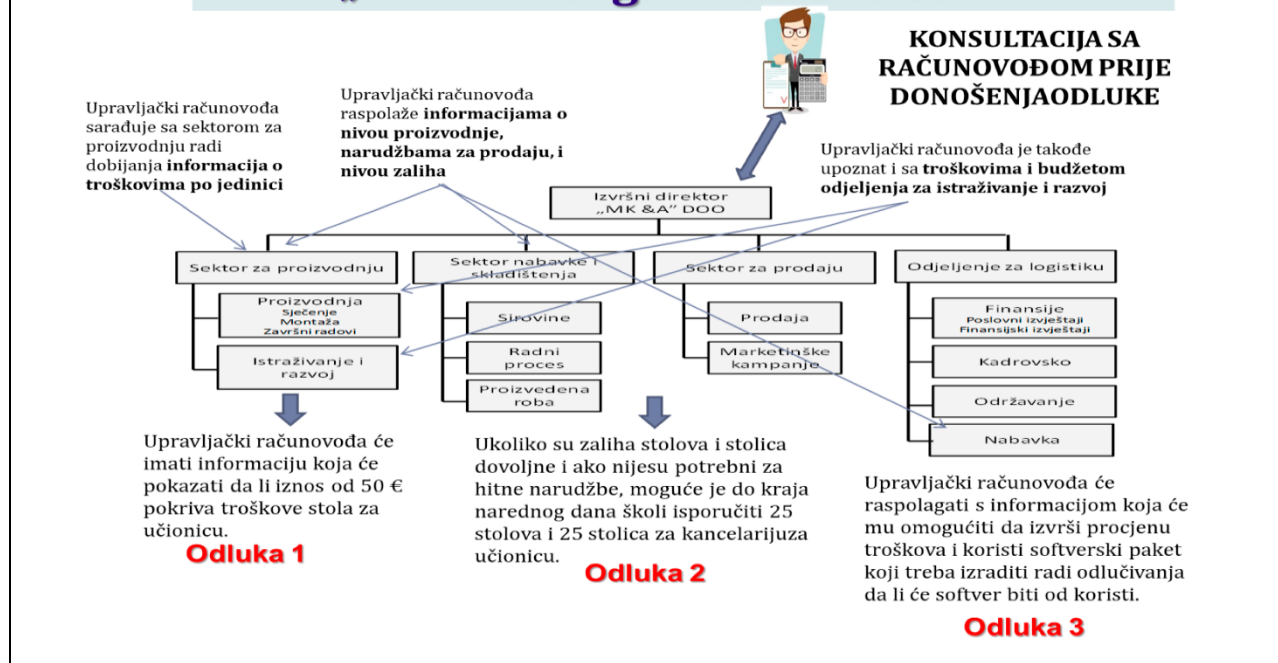 KONSULTACIJA SA
RAČUNOVOĐOM PRIJE
DONOŠENJAODLUKE
Upravljački računovođa
sarađuje sa sektorom za
proizvodnju radi
dobijanja informacija o
troškovima po jedinici
Upravljački računovođa
raspolaže informacijama o
nivou proizvodnje,
narudžbama za prodaju, i
nivou zaliha
Upravljački računovođa je takođe
upoznat i sa troškovima i budžetom
odjeljenja za istraživanje i razvoj
Izvršni direktor
„MK &A” DOO
Sektor za proizvodnju
Proizvodnja
Sječenje
Montaža
Završni radovi
Istraživanje i
razvoj
Sektor nabavke i
skladištenja
Sirovine
Radni
proces
Proizvedena
roba
Sektor za prodaju
Prodaja
Marketinške
kampanje
Odjeljenje za logistiku
Finansije
Poslovni izvještaji
Finansijski izvještaji
Kadrovsko
Održavanje
Nabavka
Upravljački računovođa će
imati informaciju koja će
pokazati da li iznos od 50 €
pokriva troškove stola za
učionicu.
Odluka 1
Ukoliko su zaliha stolova i stolica
dovoljne i ako nijesu potrebni za
hitne narudžbe, moguće je do kraja
narednog dana školi isporučiti 25
stolova i 25 stolica za kancelarijuza
učionicu.
Odluka 2
Upravljački računovođa će
raspolagati s informacijom koja će
mu omogućiti da izvrši procjenu
troškova i koristi softverski paket
koji treba izraditi radi odlučivanja
da li će softver biti od koristi.
Odluka 3